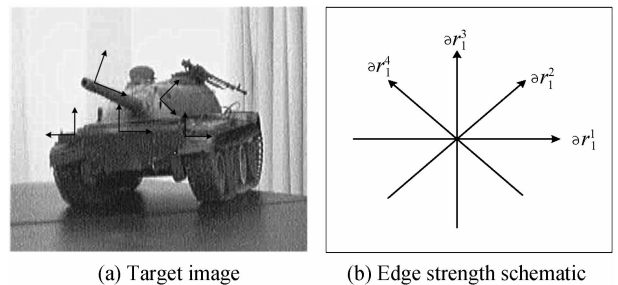 ∂r₁³
∂r₁⁴
∂r₁²
∂r₁¹
(a) Target image
(b) Edge strength schematic